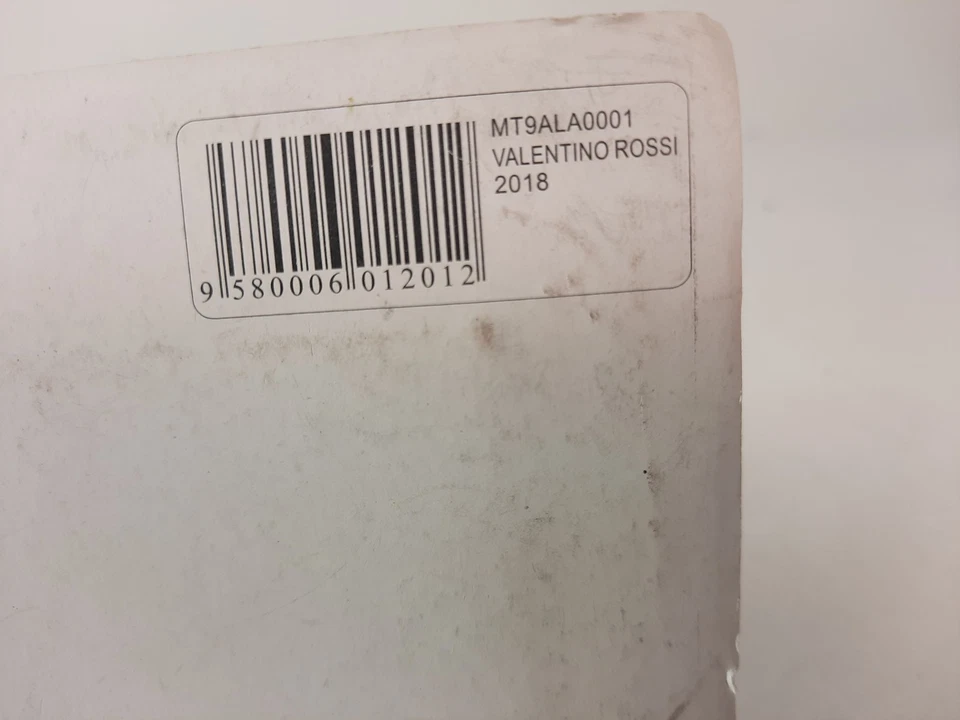 MT9ALA0001
VALENTINO ROSSI
2018
9 580006 012012